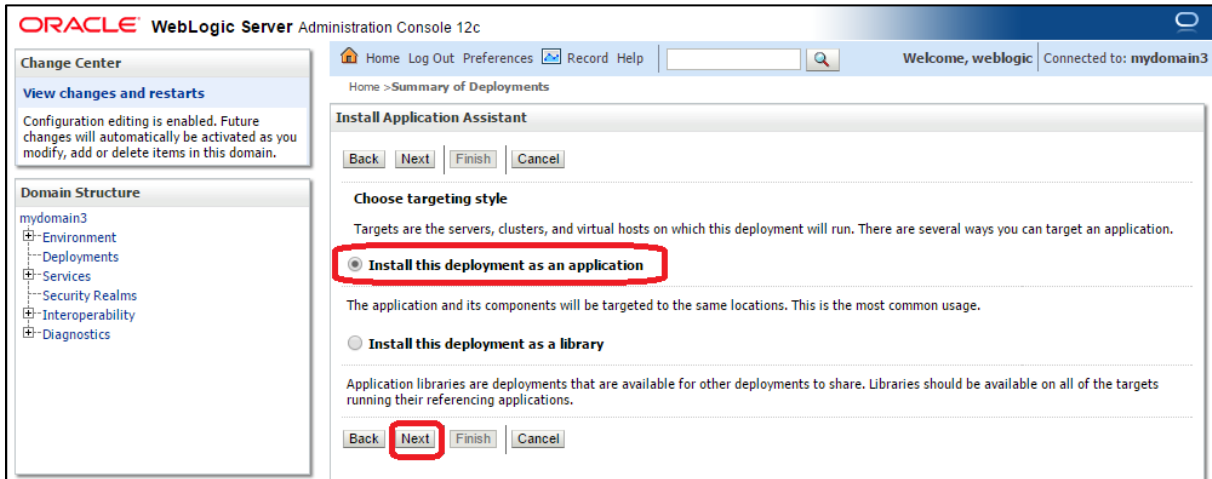 ORACLE WebLogic Server Administration Console 12c
Change Center
View changes and restarts
Configuration editing is enabled. Future
changes will automatically be activated as you
modify, add or delete items in this domain.
Domain Structure
mydomain3
Environment
Deployments
Services
Security Realms
Interoperability
Diagnostics
Home Log Out Preferences Record Help
Welcome, weblogic Connected to: mydomain3
Home >Summary of Deployments
Install Application Assistant
Back Next Finish Cancel
Choose targeting style
Targets are the servers, clusters, and virtual hosts on which this deployment will run. There are several ways you can target an application.
Install this deployment as an application
The application and its components will be targeted to the same locations. This is the most common usage.
Install this deployment as a library
Application libraries are deployments that are available for other deployments to share. Libraries should be available on all of the targets
running their referencing applications.
Back Next Finish Cancel